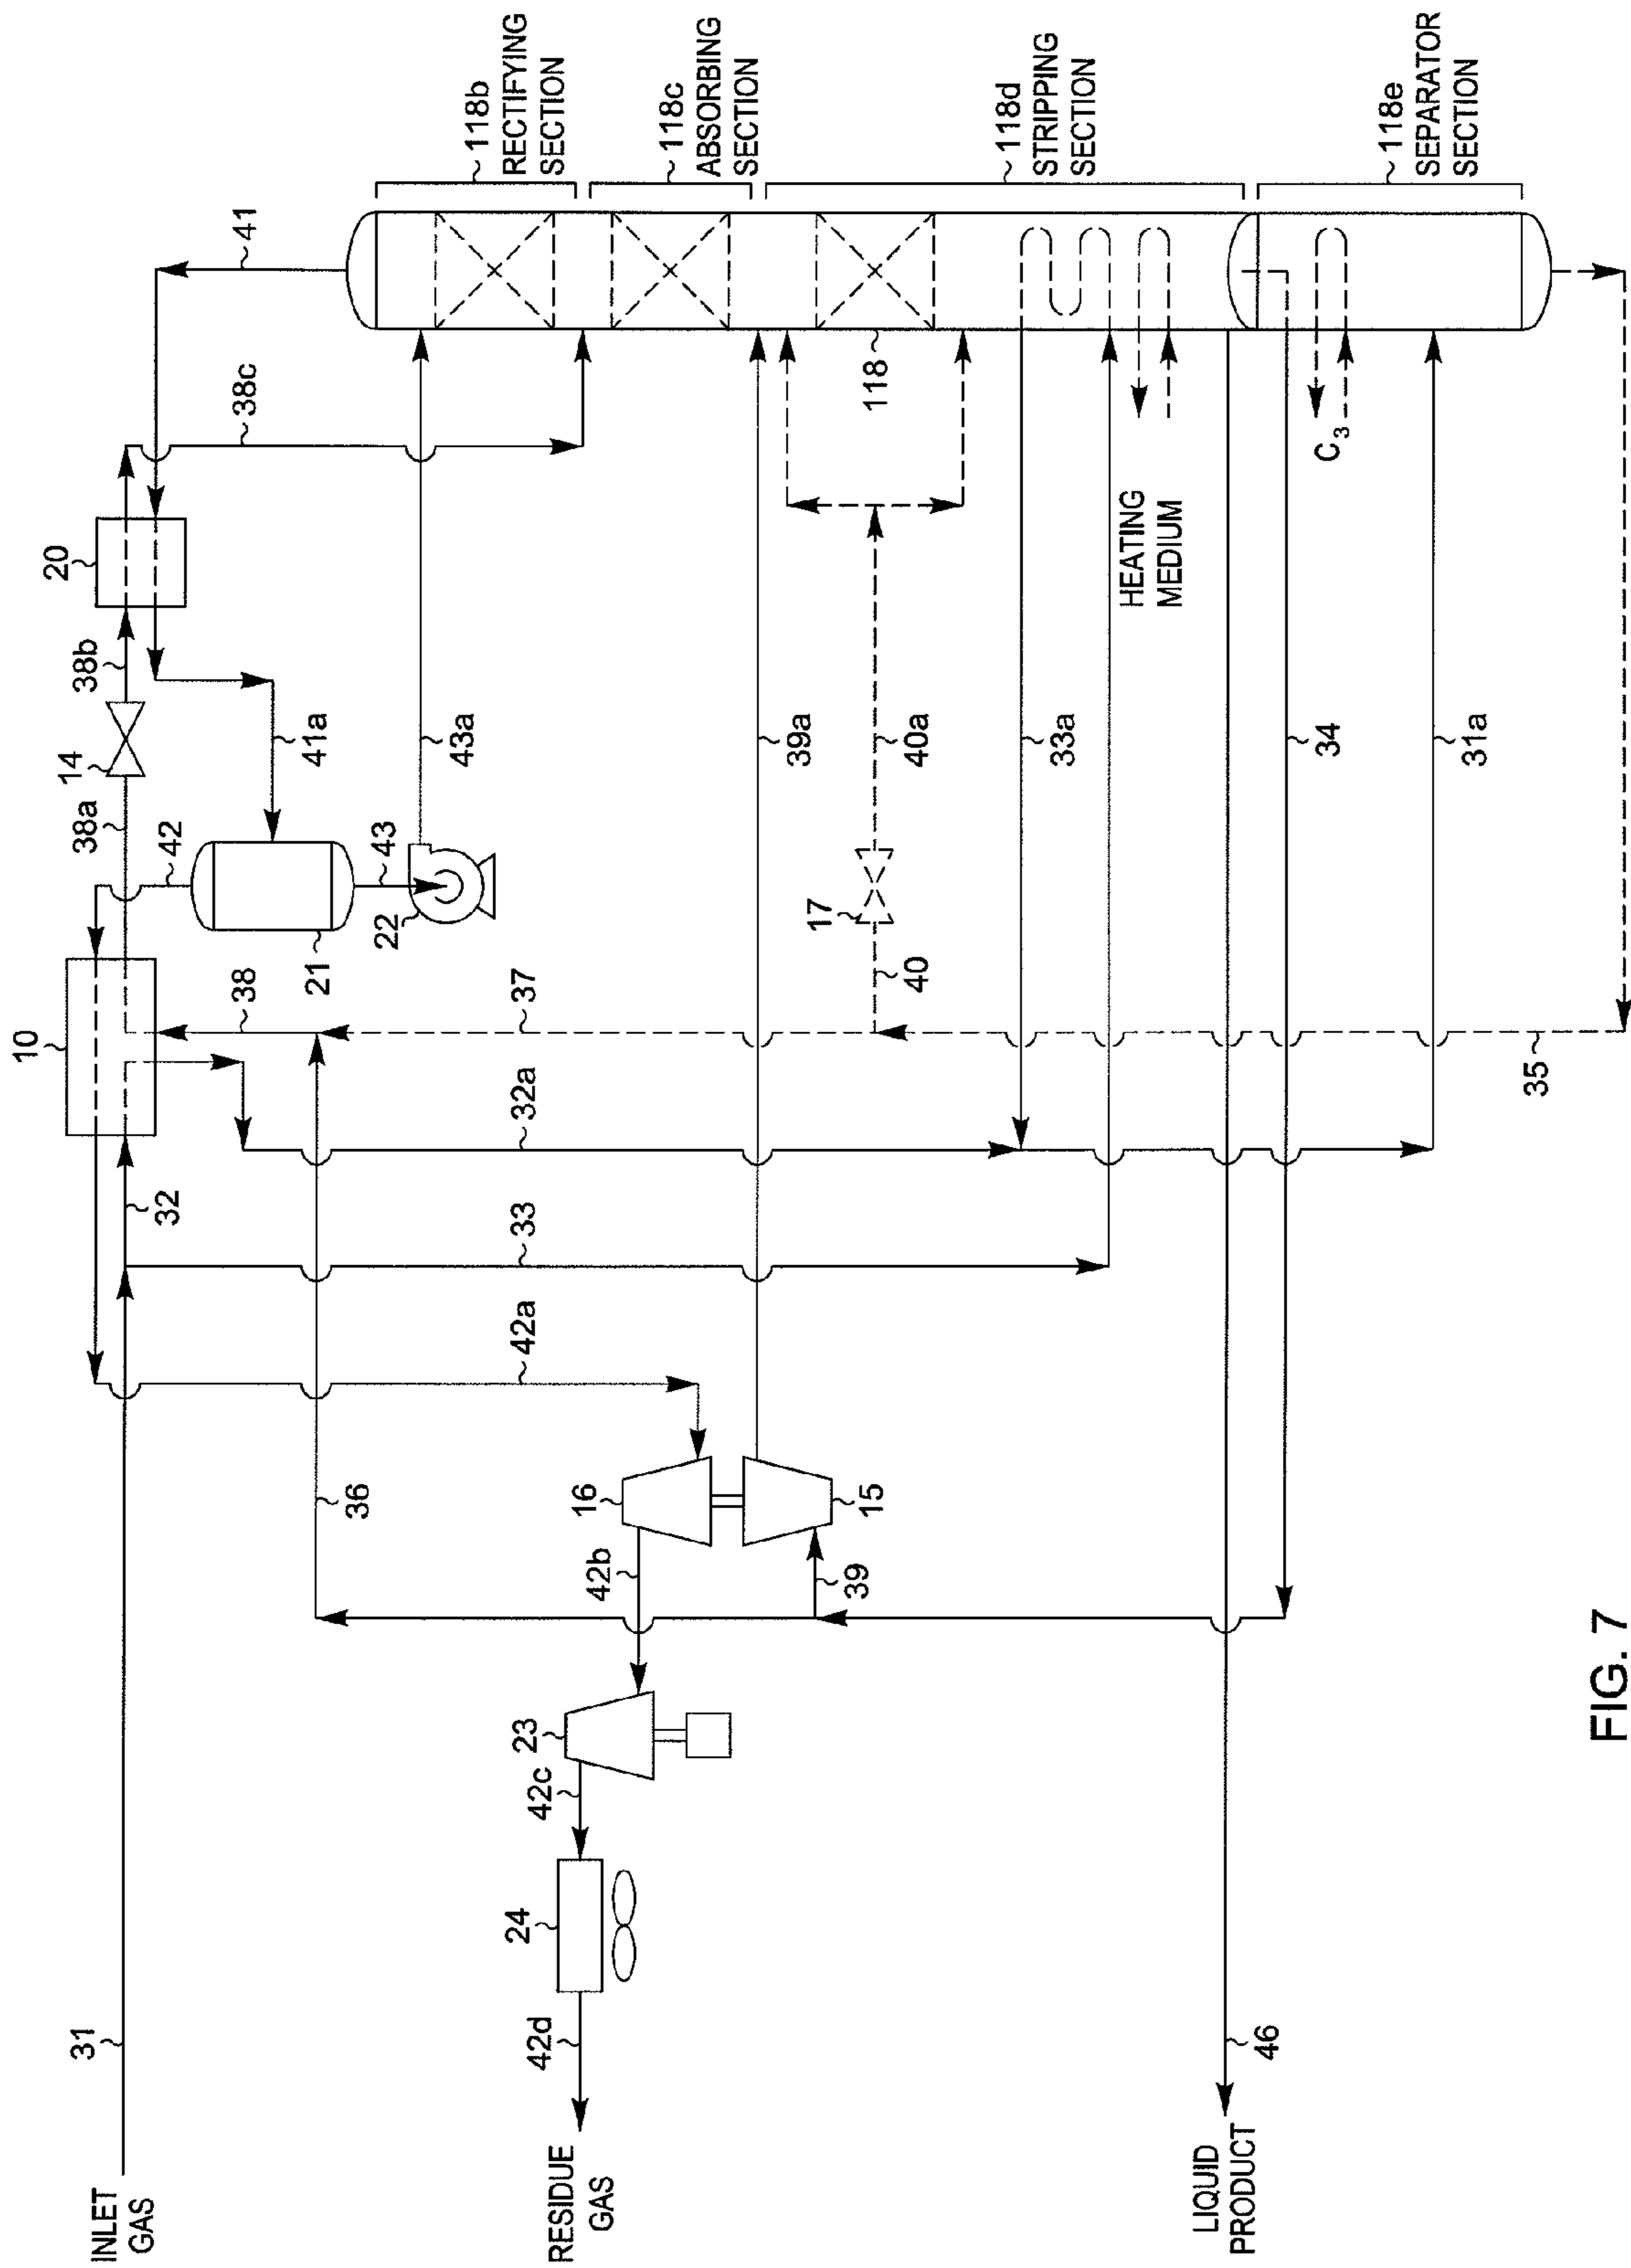 INLET
GAS
31
RESIDUE
GAS
42d
24
42c
23
42b
16
15
39
36
42a
33
32
32a
10
38
37
35
40
17
40a
21
22
42
43
38a
14
38b
41a
43a
39a
33a
34
31a
20
38c
41
118
HEATING
MEDIUM
C3
118b
RECTIFYING
SECTION
118c
ABSORBING
SECTION
118d
STRIPPING
SECTION
118e
SEPARATOR
SECTION
LIQUID
PRODUCT
46
FIG. 7